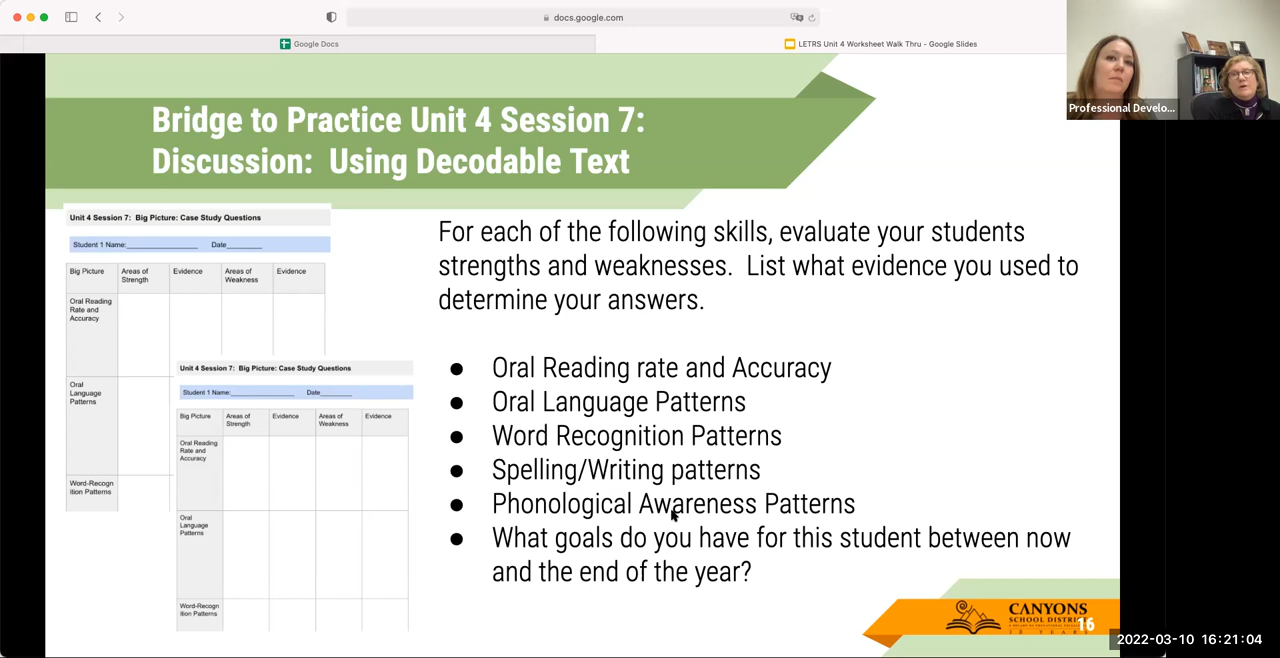 docs.google.com
Google Docs
LETRS Unit 4 Worksheet Walk Thru - Google Slides
Professional Develo...
Bridge to Practice Unit 4 Session 7:
Discussion: Using Decodable Text
Unit 4 Session 7: Big Picture: Case Study Questions
Student 1 Name:__________________ Date_________
Big Picture Areas of Strength Evidence Areas of Weakness Evidence
Oral Reading
Rate and
Accuracy
Oral
Language
Patterns
Word-Recogn
ition Patterns
Unit 4 Session 7: Big Picture: Case Study Questions
Student 1 Name:__________________ Date_________
Big Picture Areas of Strength Evidence Areas of Weakness Evidence
Oral Reading
Rate and
Accuracy
Oral
Language
Patterns
Word-Recogn
ition Patterns
For each of the following skills, evaluate your students
strengths and weaknesses. List what evidence you used to
determine your answers.
● Oral Reading rate and Accuracy
● Oral Language Patterns
● Word Recognition Patterns
● Spelling/Writing patterns
● Phonological Awareness Patterns
● What goals do you have for this student between now
and the end of the year?
CANYONS
SCHOOL DISTRI
16
2022-03-10 16:21:04